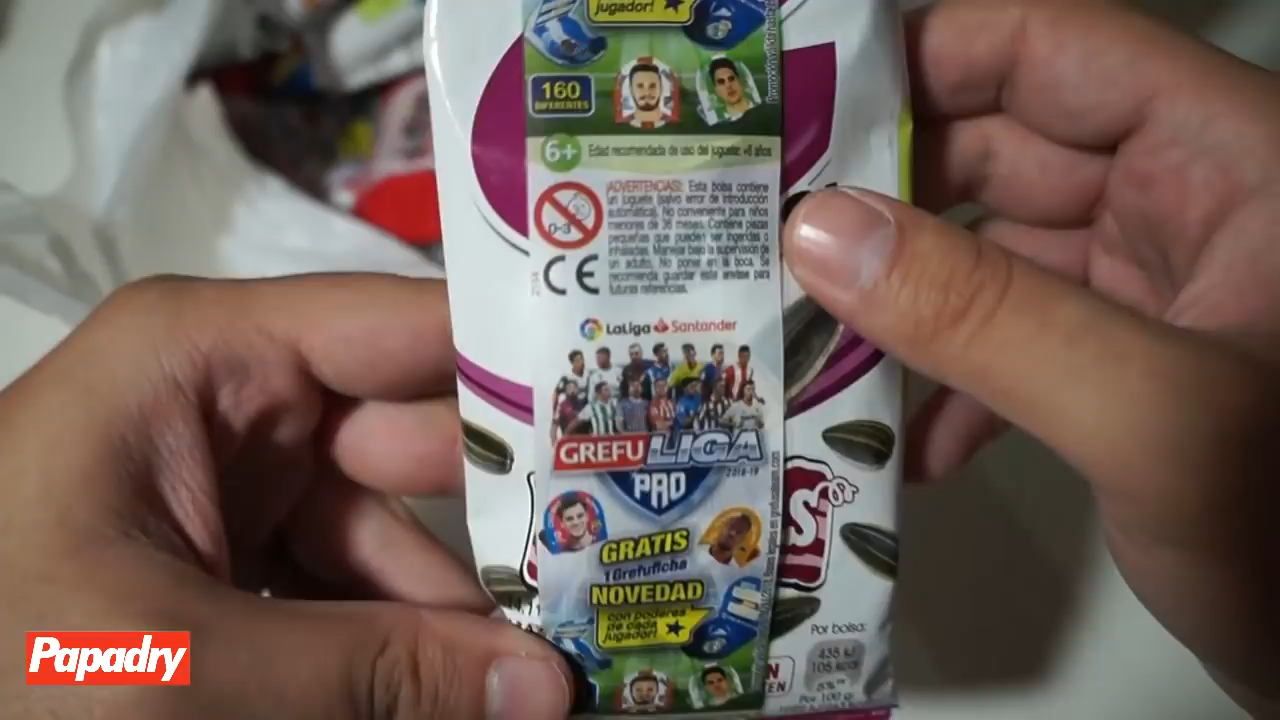 jugador!
160
DIFERENTES
6+ Edad recomendada de uso del juguete: +6 años
ADVERTENCIAS: Esta bolsa contiene
un juguete (salvo error de introducción
automática). No conveniente para niños
menores de 36 meses. Contiene piezas
pequeñas que pueden ser ingeridas o
inhaladas. Manejar bajo la supervisión de
un adulto. No poner en la boca. Se
recomienda guardar este envase para
futuras referencias.
0-3
CE
LaLiga Santander
GREFULIGA
2018-19
PRO
GRATIS
1 Grefuficha
NOVEDAD
con poderes
de cada
jugador!
Por bolsa:
435 kJ
105 kcal
5%
Por 100 g:
Papadry